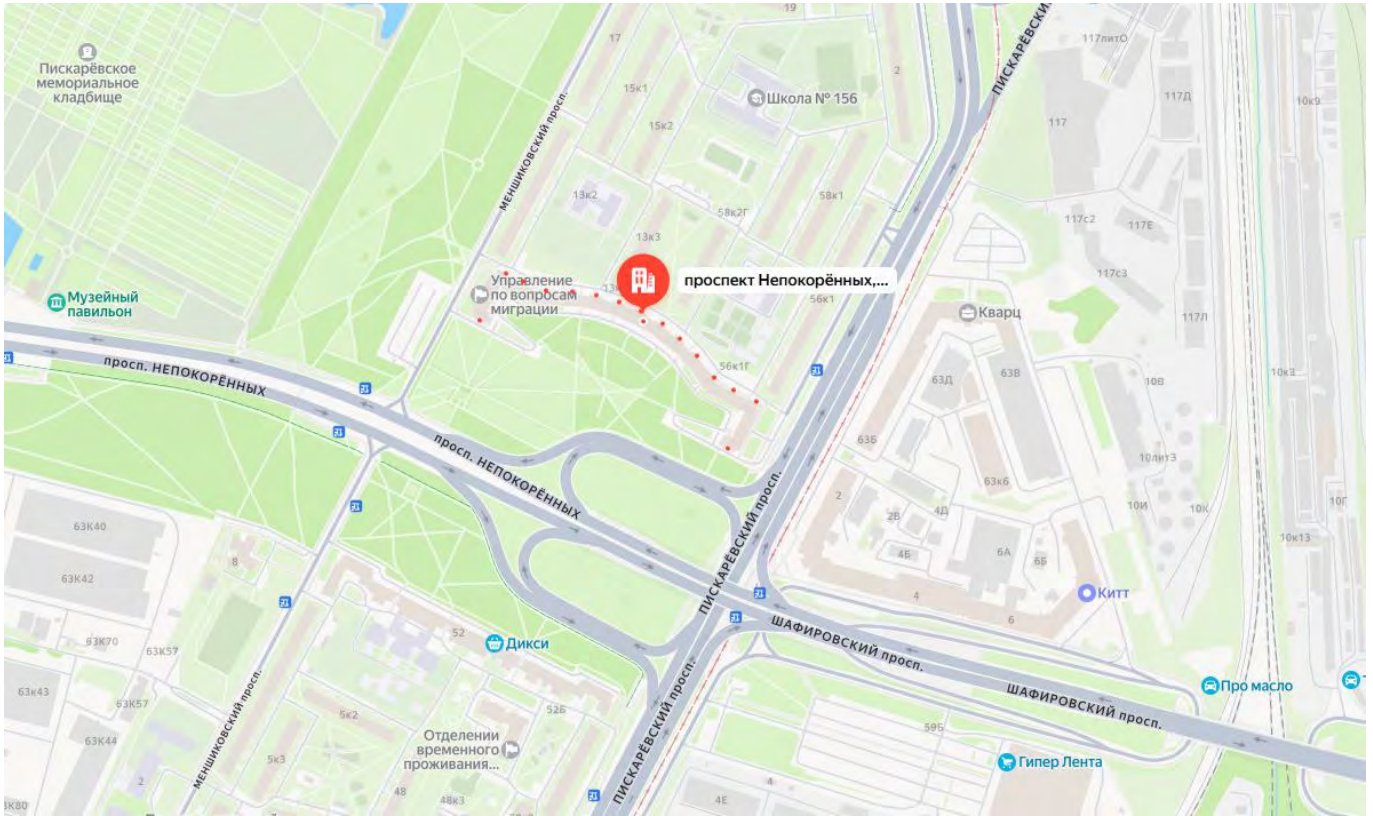 19
17
ПИСКАРЁВСКИЙ
117литО
2
Пискарёвское
мемориальное
кладбище
15к1
Школа № 156
117Д
10к9
117
15к2
МЕНШИКОВСКИЙ просп.
13к2
58к1
58к2Г
117с2
117Е
13к3
ПИСКАРЁВСКИЙ просп.
117с3
Управление
по вопросам
миграции
проспект Непокорённых,...
Музейный
павильон
56к1
Кварц
117Л
просп. НЕПОКОРЁННЫХ
56к1Г
63Д
63В
10В
10к3
просп. НЕПОКОРЁННЫХ
63Б
10лит3
63к6
2
2В
4Д
10И
10К
10Г
63К40
10к13
8
4Б
6А
6Б
63К42
ПИСКАРЁВСКИЙ просп.
4
Китт
6
ШАФИРОВСКИЙ просп.
63К70
63К57
52
Дикси
63к43
63К57
Про масло
ШАФИРОВСКИЙ просп.
5к2
52Б
59Б
63К44
МЕНШИКОВСКИЙ просп.
Отделении
временного
проживания...
5к3
ПИСКАРЁВСКИЙ просп.
Гипер Лента
2
48
48к3
4
4Е
3К80